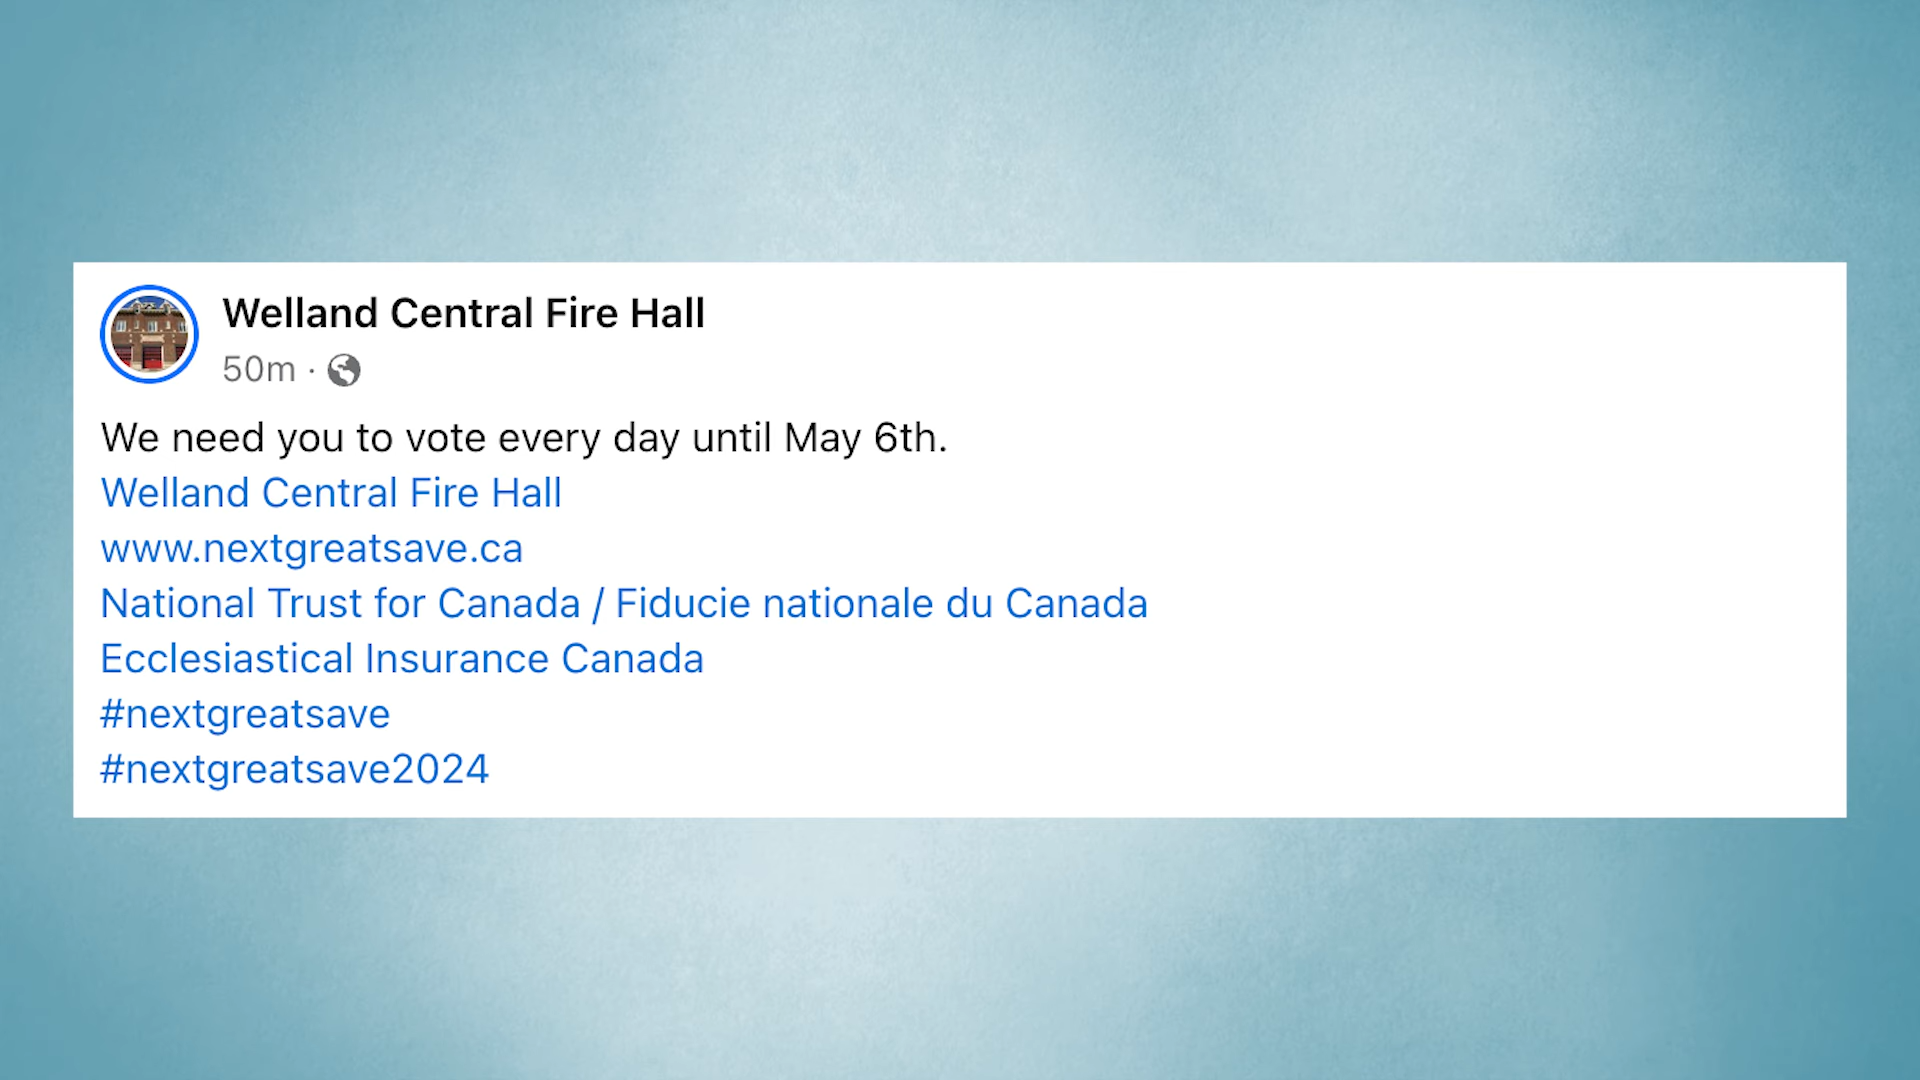 Welland Central Fire Hall
50m ·
We need you to vote every day until May 6th.
Welland Central Fire Hall
www.nextgreatsave.ca
National Trust for Canada / Fiducie nationale du Canada
Ecclesiastical Insurance Canada
#nextgreatsave
#nextgreatsave2024